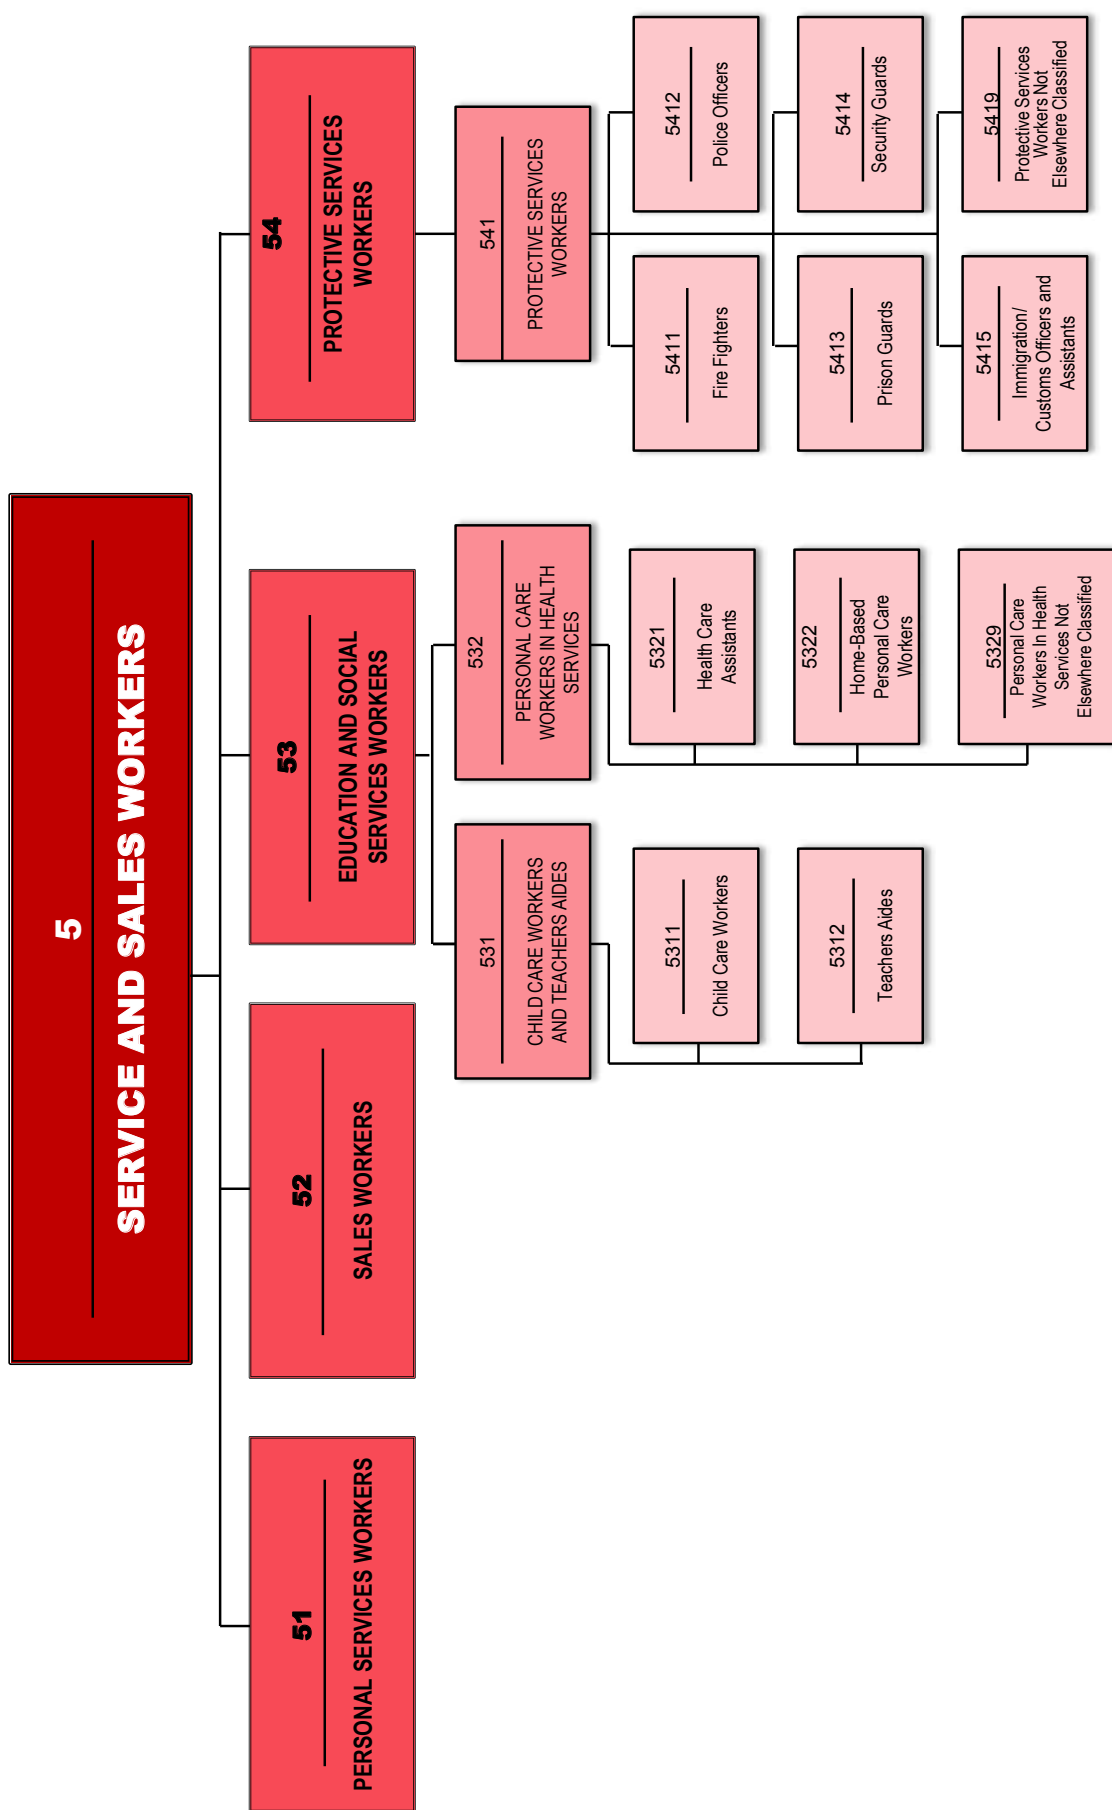 5
SERVICE AND SALES WORKERS
51
PERSONAL SERVICES WORKERS
52
SALES WORKERS
53
EDUCATION AND SOCIAL
SERVICES WORKERS
54
PROTECTIVE SERVICES
WORKERS
531
CHILD CARE WORKERS
AND TEACHERS AIDES
532
PERSONAL CARE
WORKERS IN HEALTH
SERVICES
541
PROTECTIVE SERVICES
WORKERS
5311
Child Care Workers
5312
Teachers Aides
5321
Health Care
Assistants
5322
Home-Based
Personal Care
Workers
5329
Personal Care
Workers In Health
Services Not
Elsewhere Classified
5411
Fire Fighters
5412
Police Officers
5413
Prison Guards
5414
Security Guards
5415
Immigration/
Customs Officers and
Assistants
5419
Protective Services
Workers Not
Elsewhere Classified